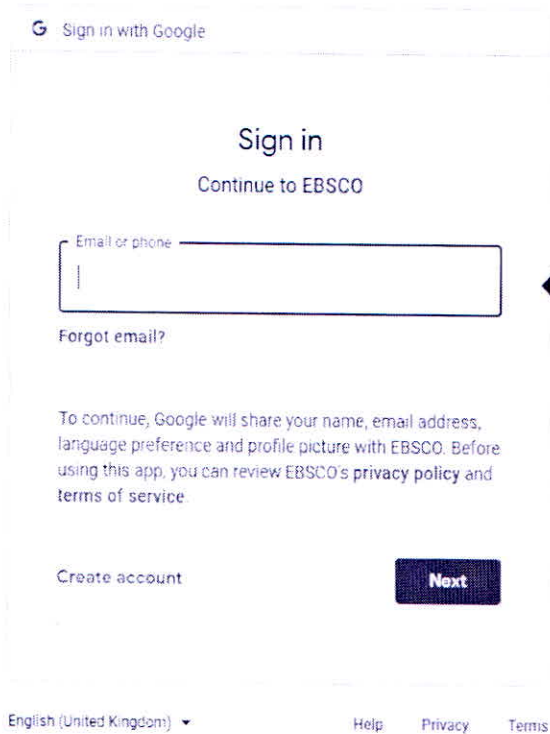 G Sign in with Google
Sign in
Continue to EBSCO
Email or phone
Forgot email?
To continue, Google will share your name, email address,
language preference and profile picture with EBSCO. Before
using this app, you can review EBSCO's privacy policy and
terms of service.
Create account
Next
English (United Kingdom)
Help Privacy Terms